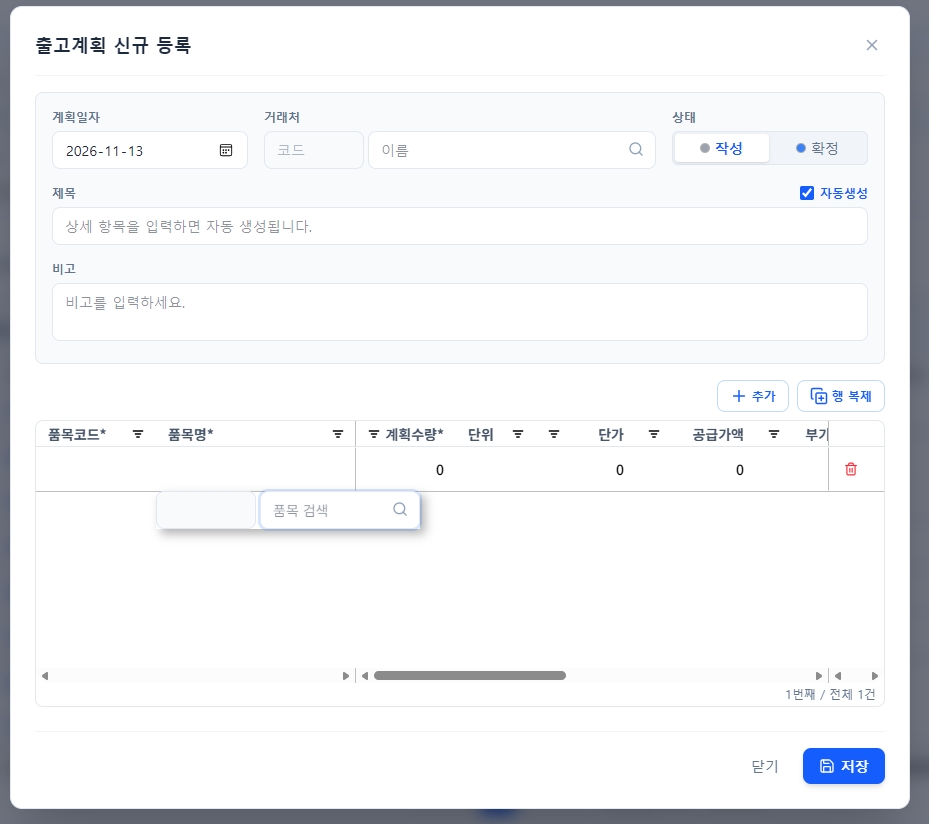 출고계획 신규 등록
계획일자 거래처 상태
2026-11-13 코드 이름 작성 확정
제목 자동생성
상세 항목을 입력하면 자동 생성됩니다.
비고
비고를 입력하세요.
추가 행 복제
품목코드* 품목명* 계획수량* 단위 단가 공급가액 부가
0 0 0
품목 검색
1번째 / 전체 1건
닫기 저장